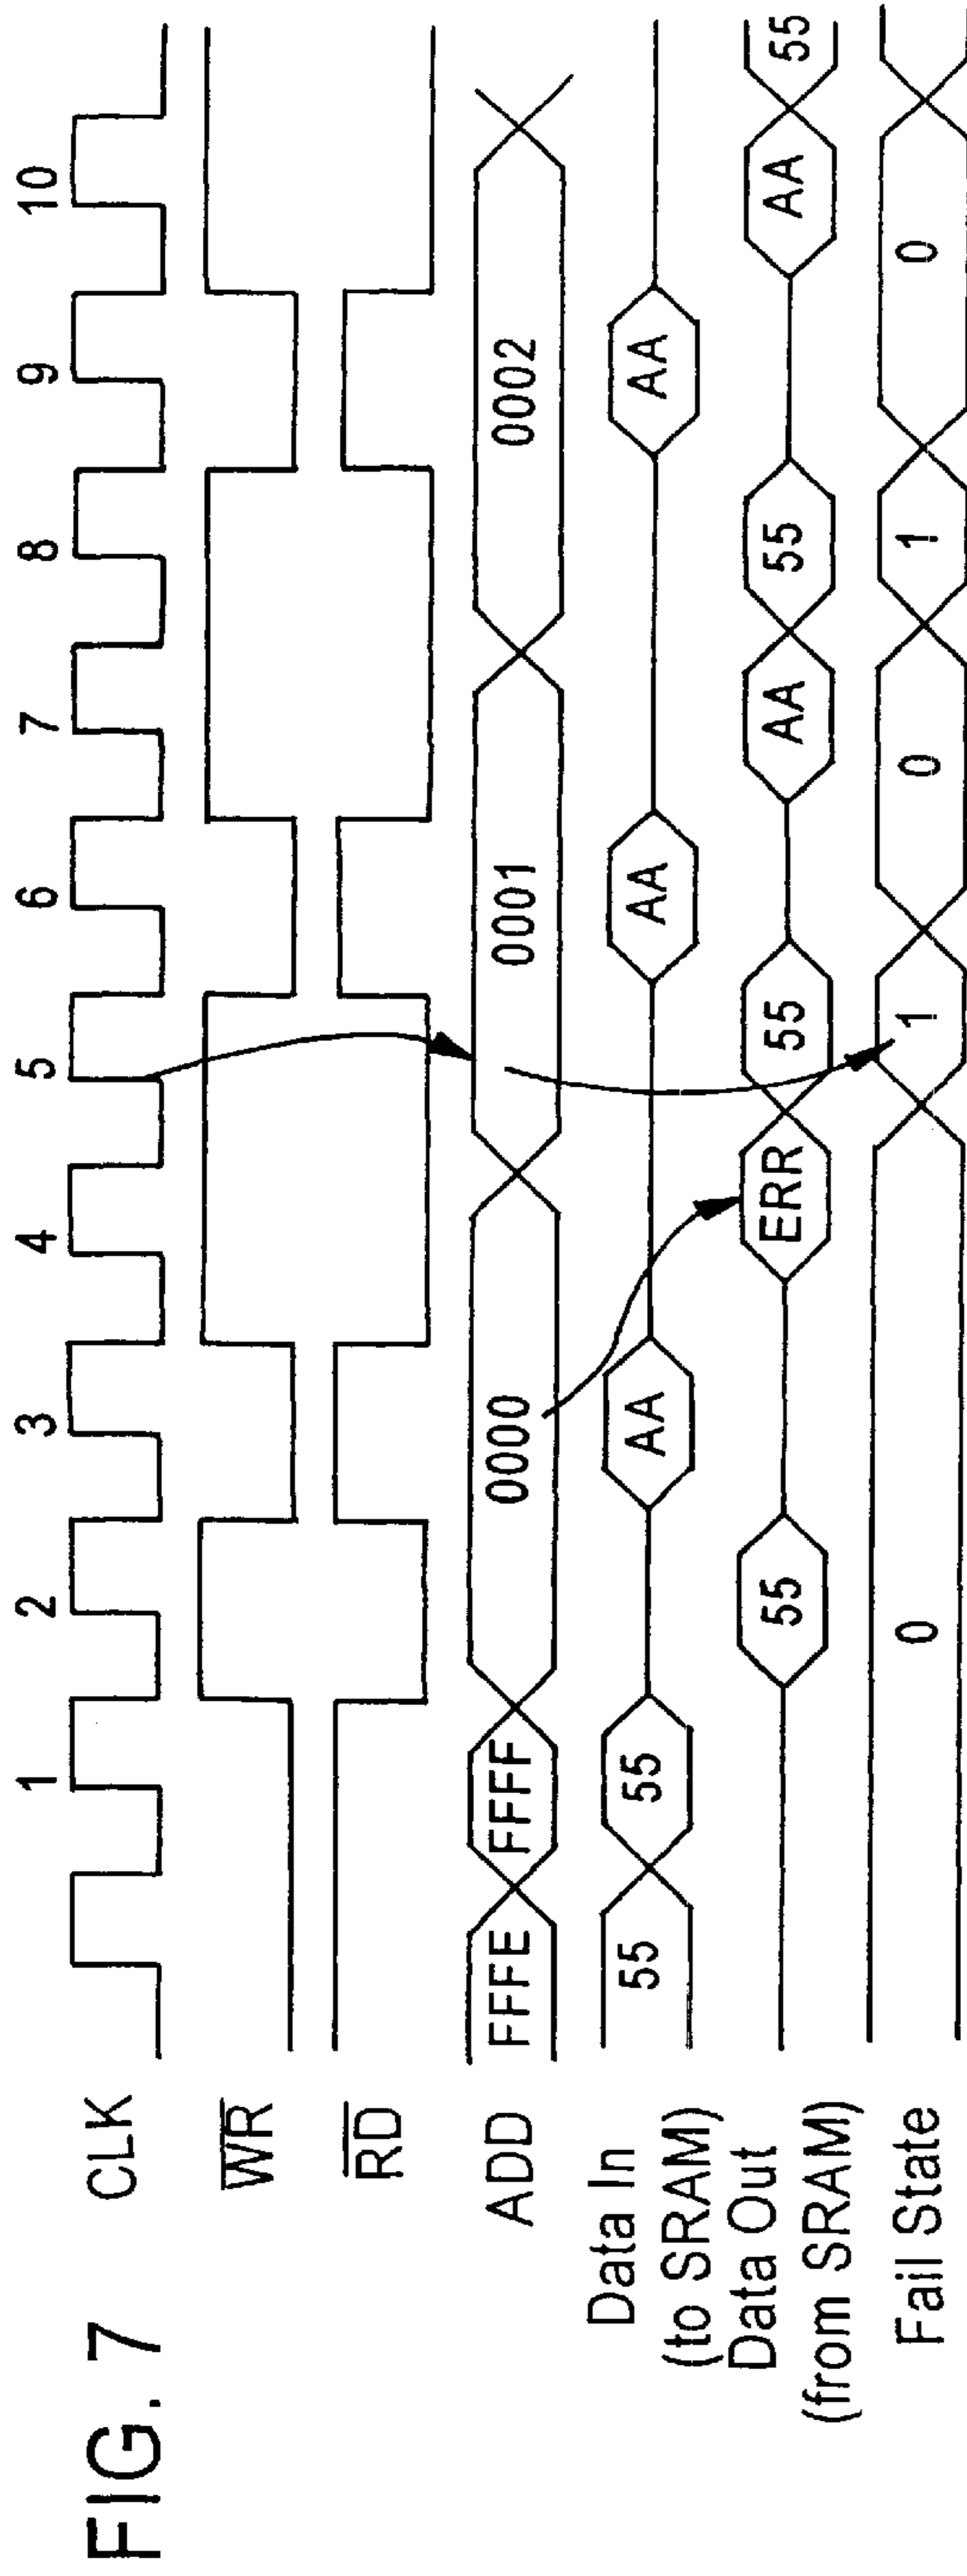 FIG. 7
1 2 3 4 5 6 7 8 9 10
CLK
WR
RD
ADD FFFE FFFF 0000 0001 0002
Data In
(to SRAM)
55 55 AA AA AA
Data Out
(from SRAM)
55 ERR 55 AA 55 AA 55
Fail State 0 1 0 1 0